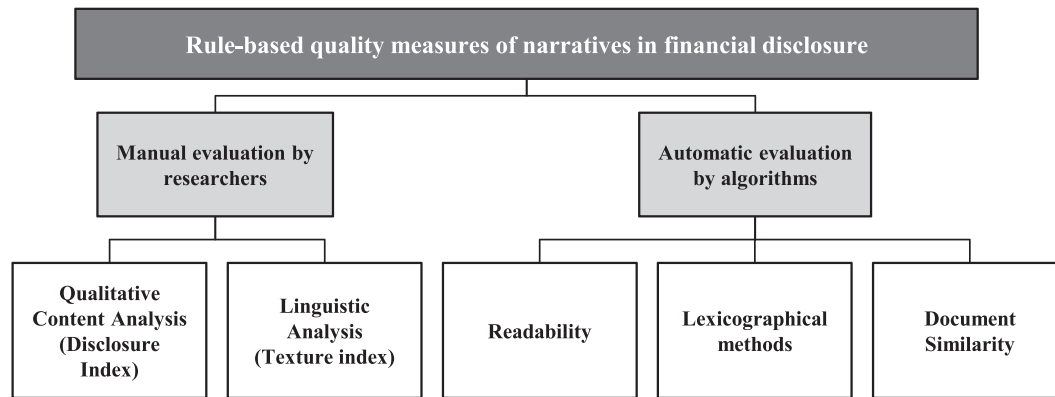 Rule-based quality measures of narratives in financial disclosure
Manual evaluation by
researchers
Automatic evaluation
by algorithms
Qualitative
Content Analysis
(Disclosure
Index)
Linguistic
Analysis
(Texture index)
Readability
Lexicographical
methods
Document
Similarity